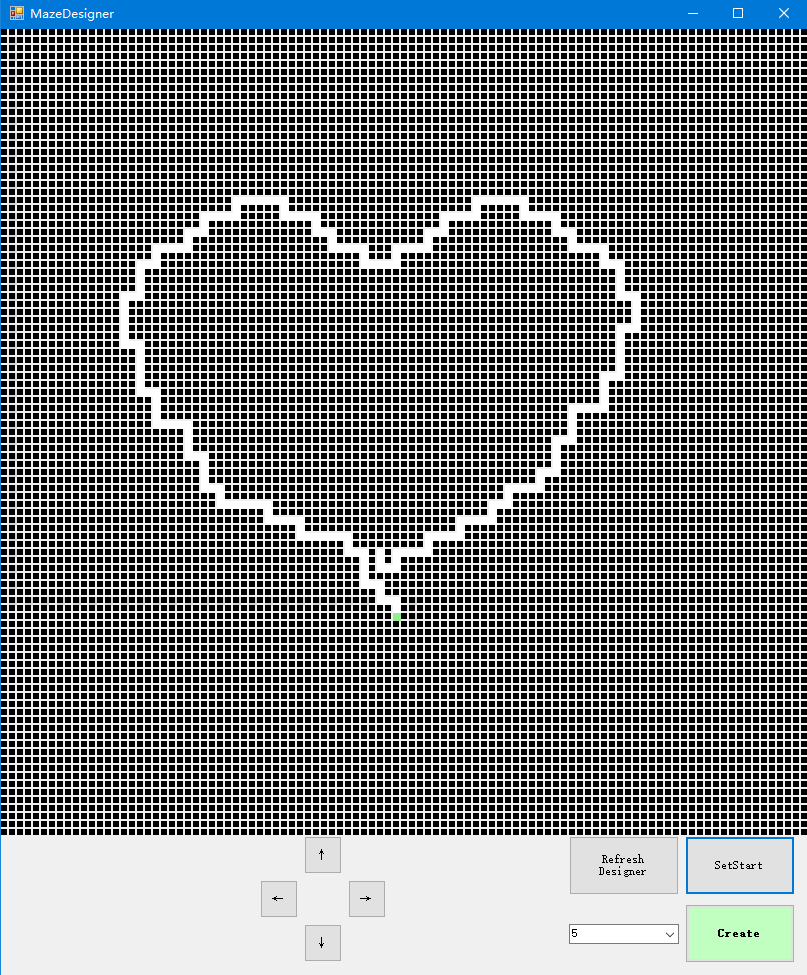 MazeDesigner
↑
Refresh
Designer
SetStart
←
→
↓
5
Create